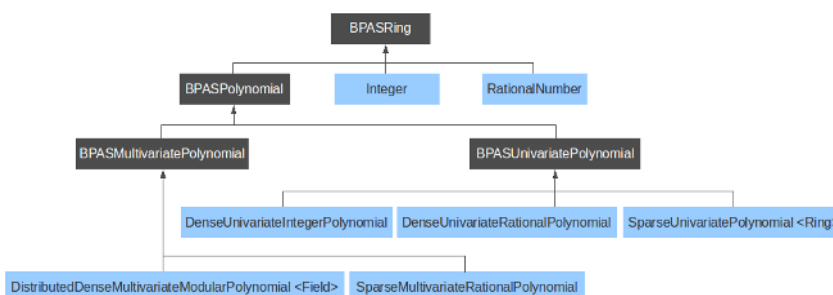 BPASRing
BPASPolynomial
Integer
RationalNumber
BPASMultivariatePolynomial
BPASUnivariatePolynomial
DenseUnivariateIntegerPolynomial
DenseUnivariateRationalPolynomial
SparseUnivariatePolynomial <Ring>
DistributedDenseMultivariateModularPolynomial <Field>
SparseMultivariateRationalPolynomial